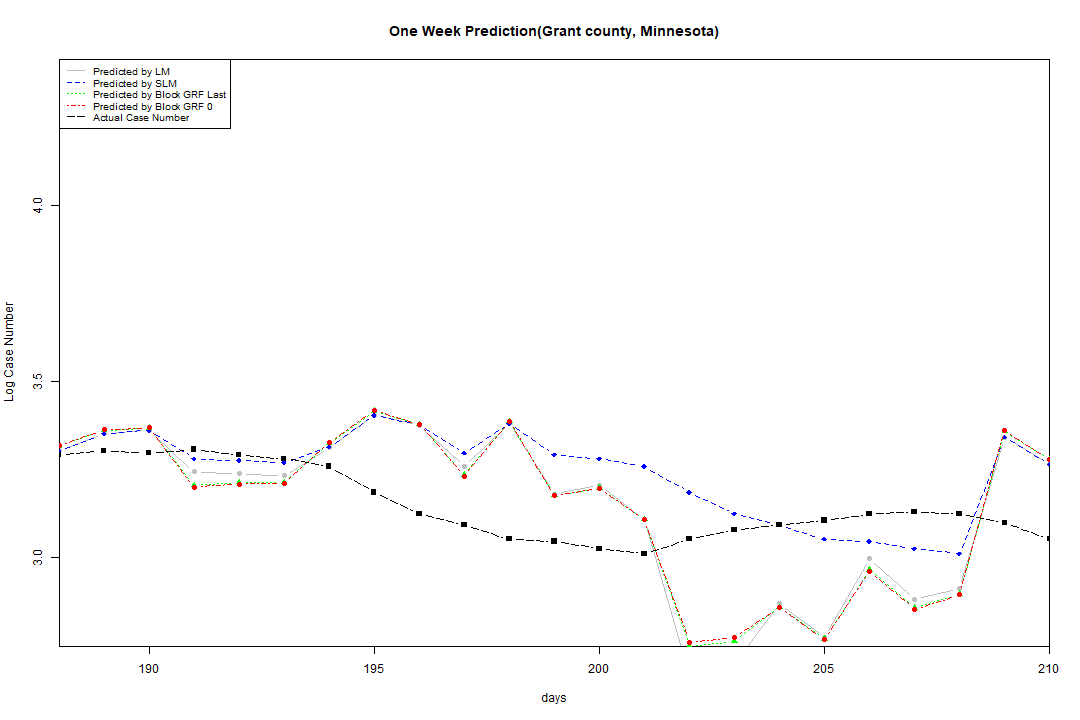 One Week Prediction(Grant county, Minnesota)
Predicted by LM
Predicted by SLM
Predicted by Block GRF Last
Predicted by Block GRF 0
Actual Case Number
4.0
3.5
3.0
Log Case Number
190 195 200 205 210
days